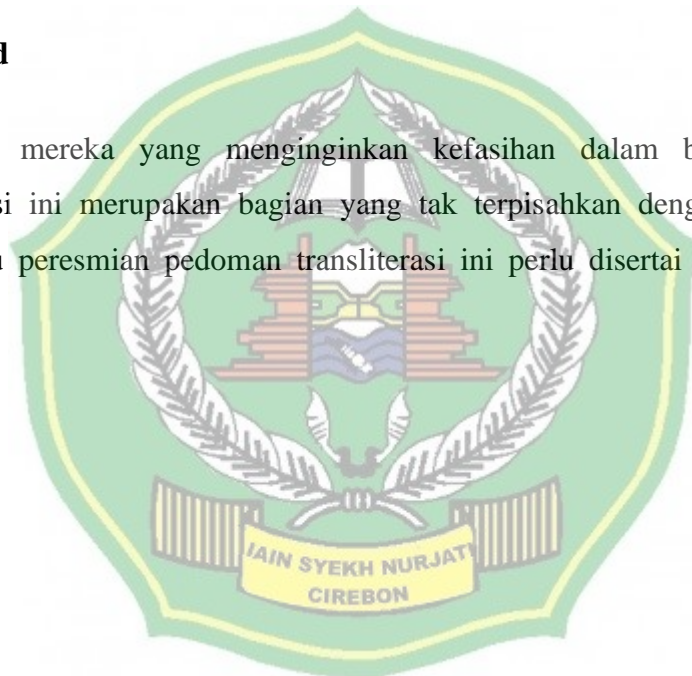 d
mereka yang menginginkan kefasihan dalam b
si ini merupakan bagian yang tak terpisahkan deng
u peresmian pedoman transliterasi ini perlu disertai
IAIN SYEKH NURJATI
CIREBON